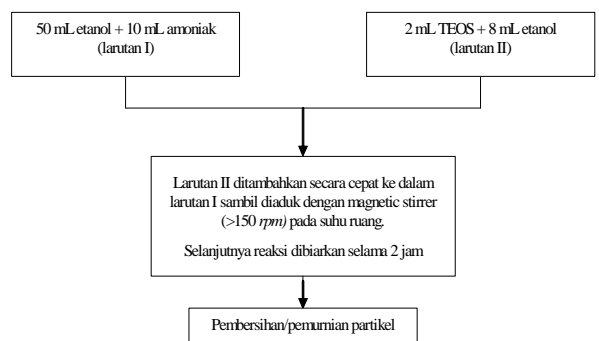 50 mL etanol + 10 mL amoniak
(larutan I)
2 mL TEOS + 8 mL etanol
(larutan II)
Larutan II ditambahkan secara cepat ke dalam
larutan I sambil diaduk dengan magnetic stirrer
(>150 rpm) pada suhu ruang.
Selanjutnya reaksi dibiarkan selama 2 jam
Pembersihan/pemurnian partikel